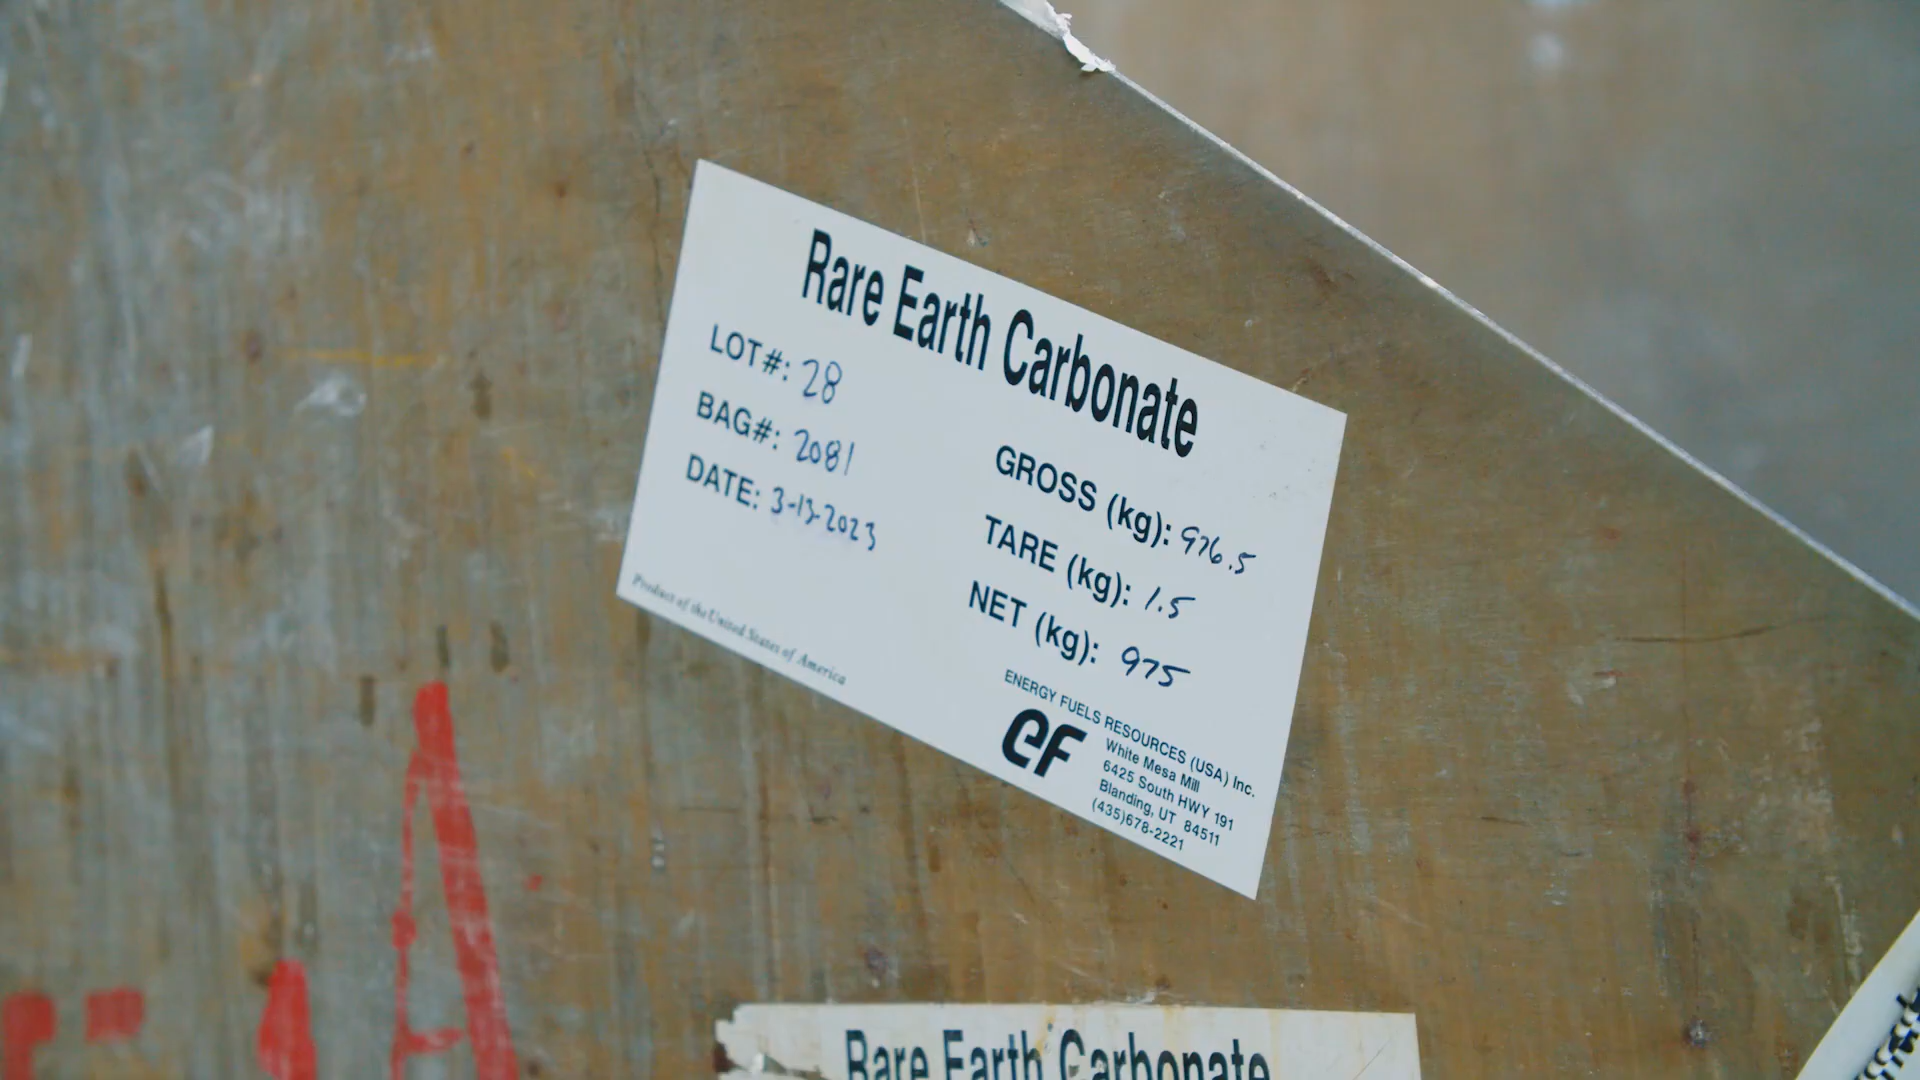 Rare Earth Carbonate
LOT#: 28
BAG#: 2081
DATE: 3-13-2023
GROSS (kg): 976.5
TARE (kg): 1.5
NET (kg): 975
Product of the United States of America
ENERGY FUELS RESOURCES (USA) Inc.
eF
White Mesa Mill
6425 South HWY 191
Blanding, UT 84511
(435)678-2221
A
Rare Earth Carbonate